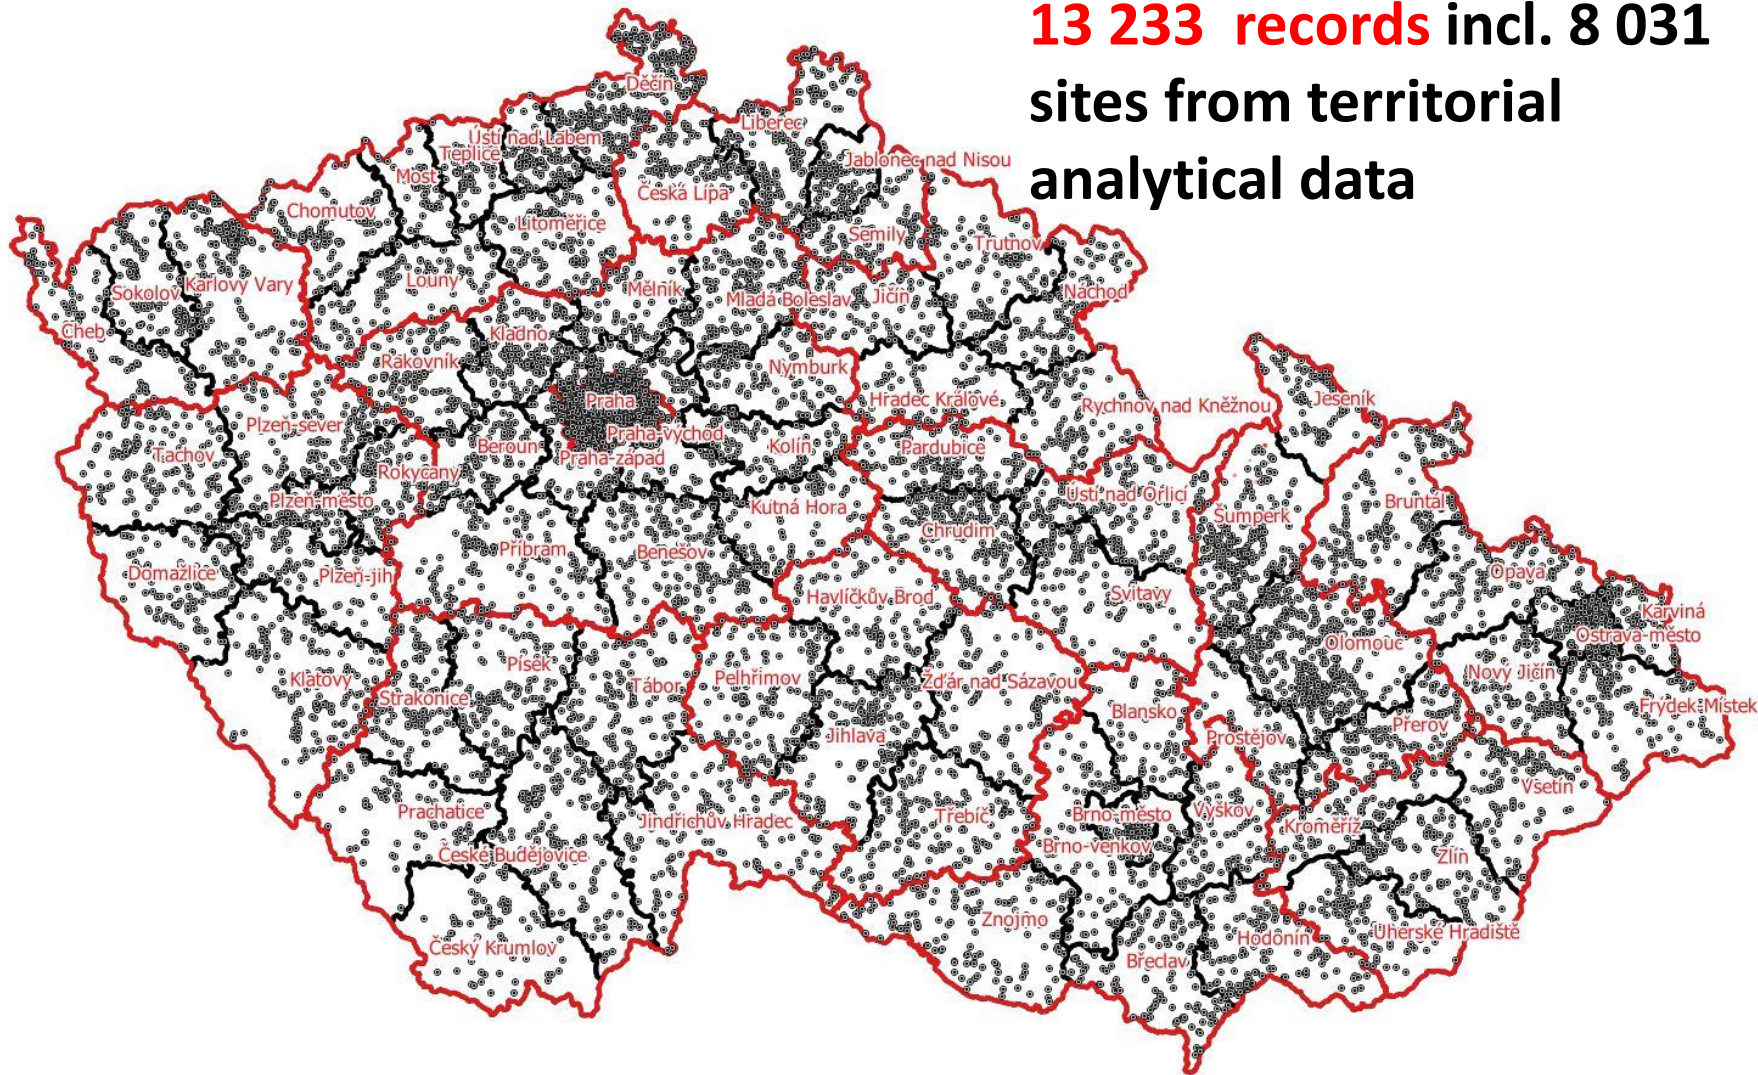 13 233 records incl. 8 031
sites from territorial
analytical data
Děčín
Liberec
Ústí nad Labem
Teplice
Jablonec nad Nisou
Most
Česká Lípa
Chomutov
Litoměřice
Semily
Trutnov
Louny
Karlovy Vary
Sokolov
Mělník
Mladá Boleslav
Jičín
Náchod
Cheb
Kladno
Rakovník
Nymburk
Praha
Hradec Králové
Rychnov nad Kněžnou
Jeseník
Plzeň-sever
Praha-východ
Beroun
Kolín
Pardubice
Tachov
Praha-západ
Rokycany
Plzeň-město
Ústí nad Orlicí
Bruntál
Kutná Hora
Šumperk
Chrudim
Příbram
Benešov
Domažlice
Plzeň-jih
Opava
Havlíčkův Brod
Svitavy
Karviná
Ostrava-město
Olomouc
Písek
Klatovy
Pelhřimov
Nový Jičín
Tábor
Žďár nad Sázavou
Strakonice
Frýdek-Místek
Blansko
Přerov
Jihlava
Prostějov
Vsetín
Prachatice
Vyškov
Třebíč
Brno-město
Jindřichův Hradec
Kroměříž
Brno-venkov
České Budějovice
Zlín
Znojmo
Uherské Hradiště
Hodonín
Český Krumlov
Břeclav